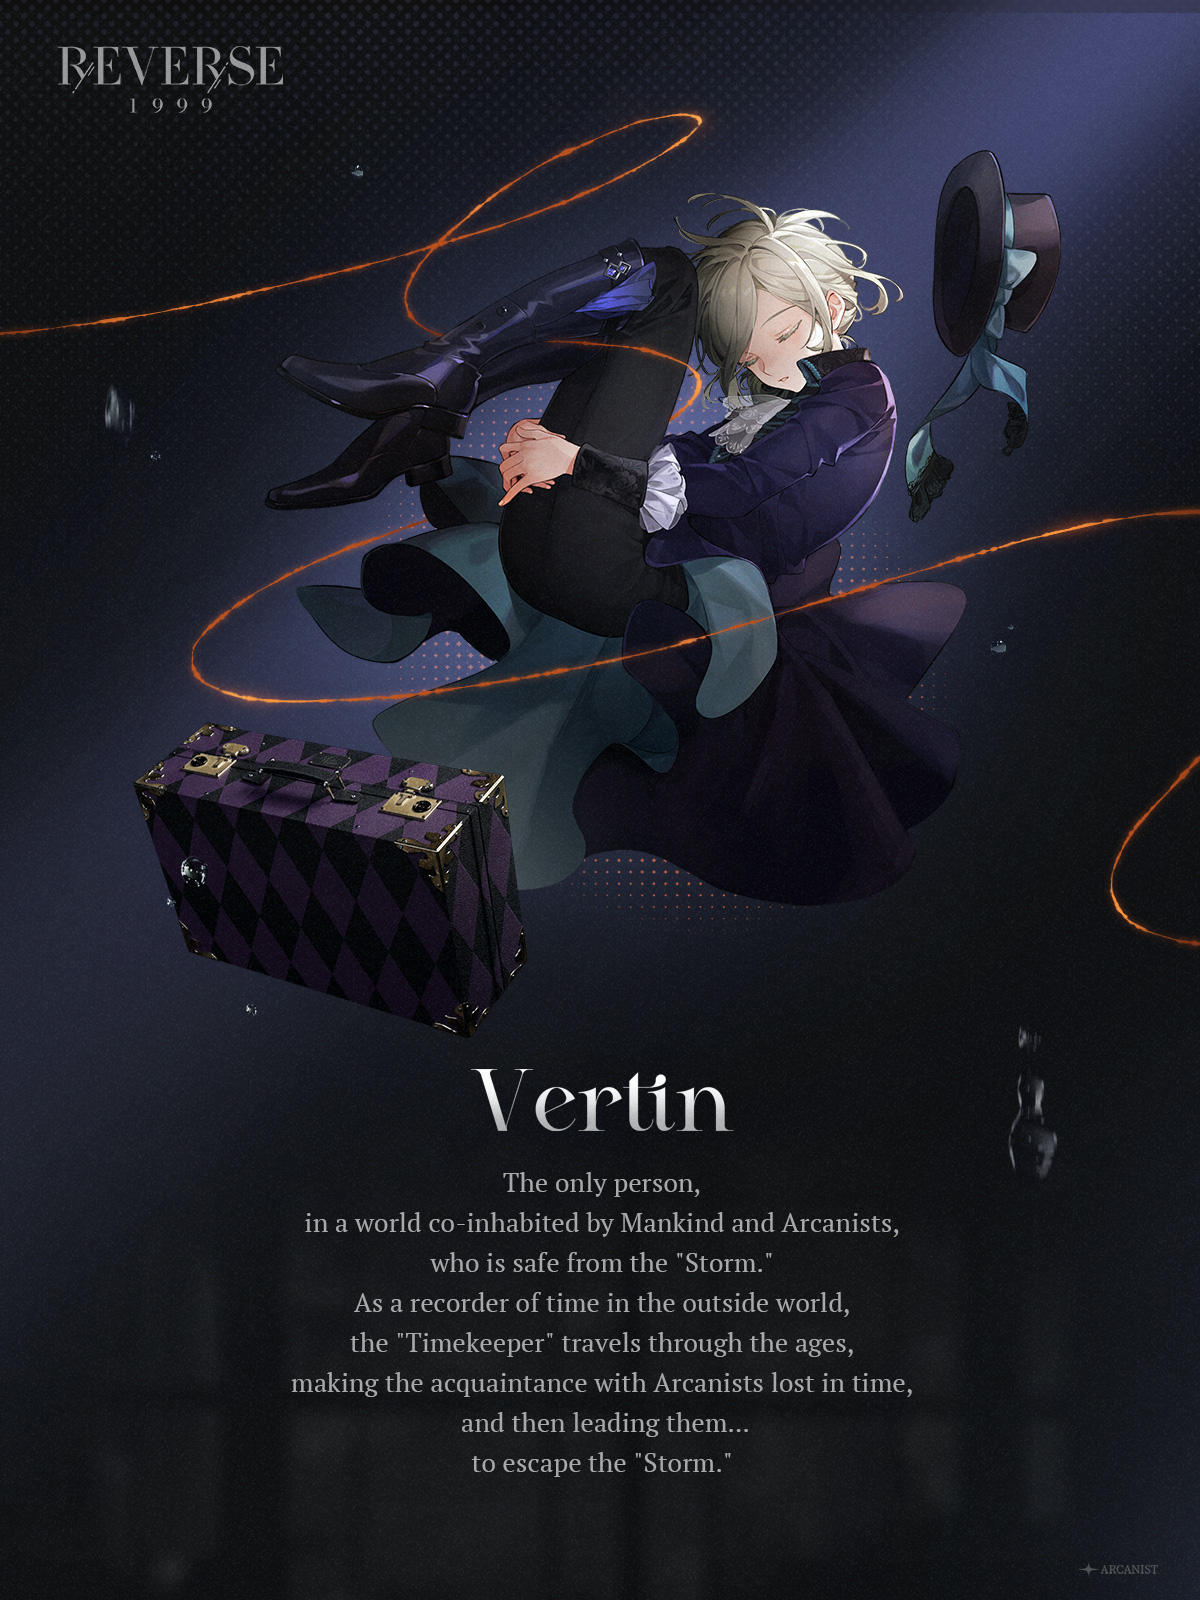 REVERSE
1999
Vertin
The only person,
in a world co-inhabited by Mankind and Arcanists,
who is safe from the "Storm."
As a recorder of time in the outside world,
the "Timekeeper" travels through the ages,
making the acquaintance with Arcanists lost in time,
and then leading them...
to escape the "Storm."
ARCANIST